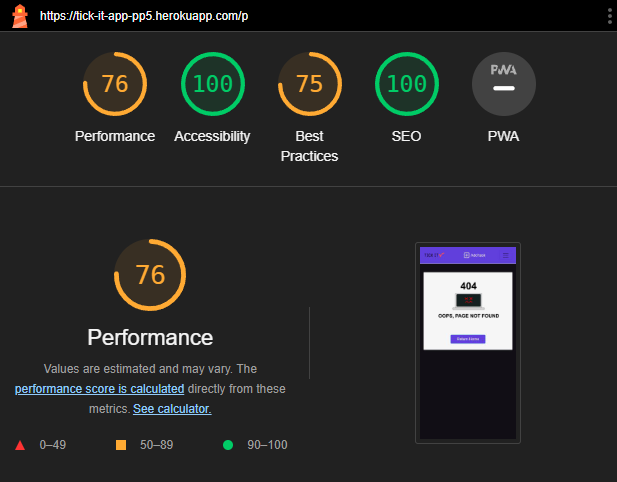 https://tick-it-app-pp5.herokuapp.com/p
76
100
75
100
PWA
Performance
Accessibility
Best
Practices
SEO
PWA
76
Performance
Values are estimated and may vary. The
performance score is calculated directly from these
metrics. See calculator.
0–49
50–89
90–100
404
OOPS, PAGE NOT FOUND